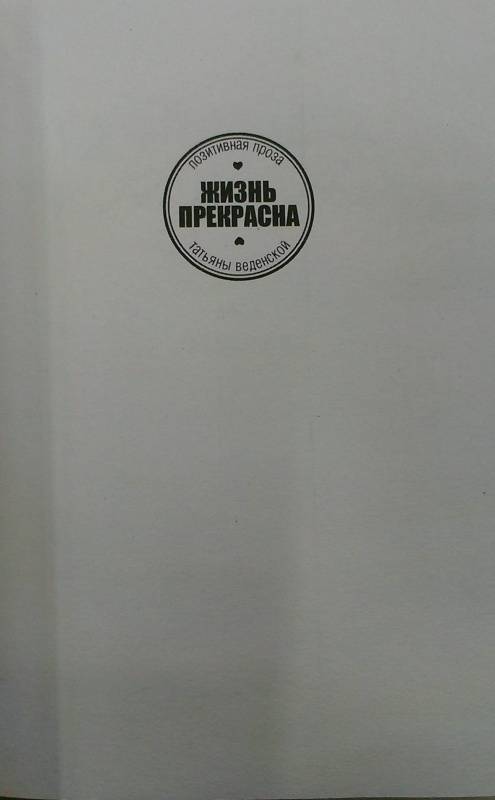 позитивная проза
ЖИЗНЬ
ПРЕКРАСНА
татьяны веденской